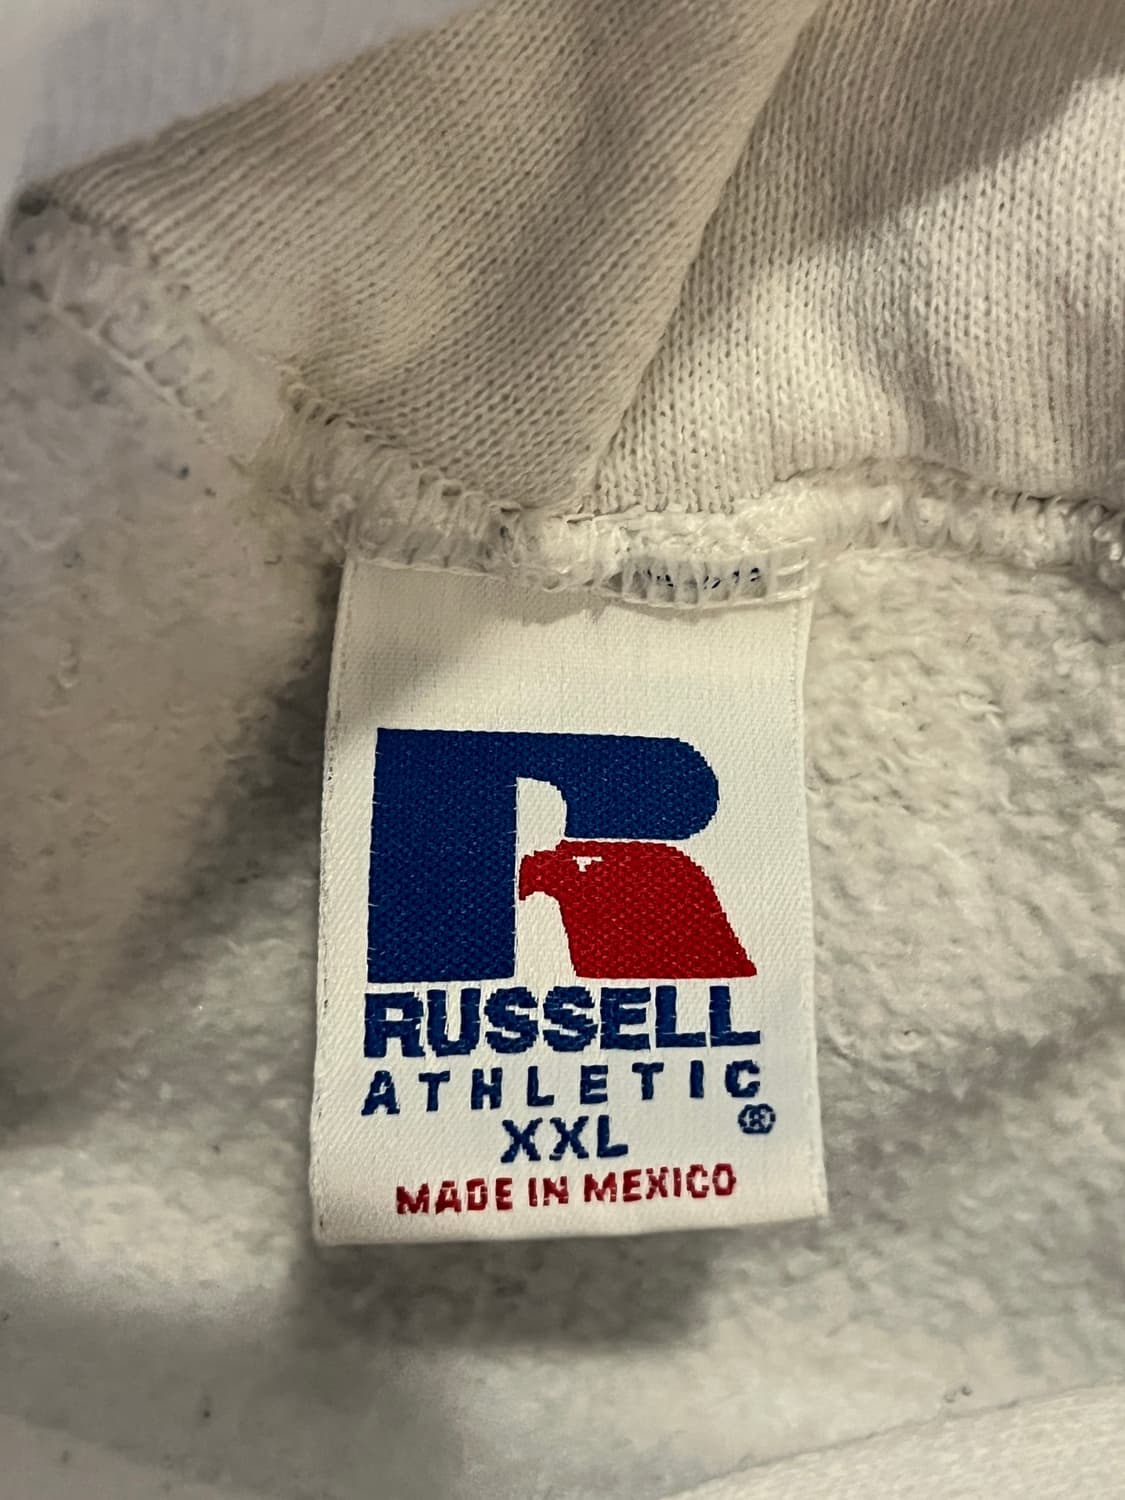 RUSSELL
ATHLETIC
®
XXL
MADE IN MEXICO